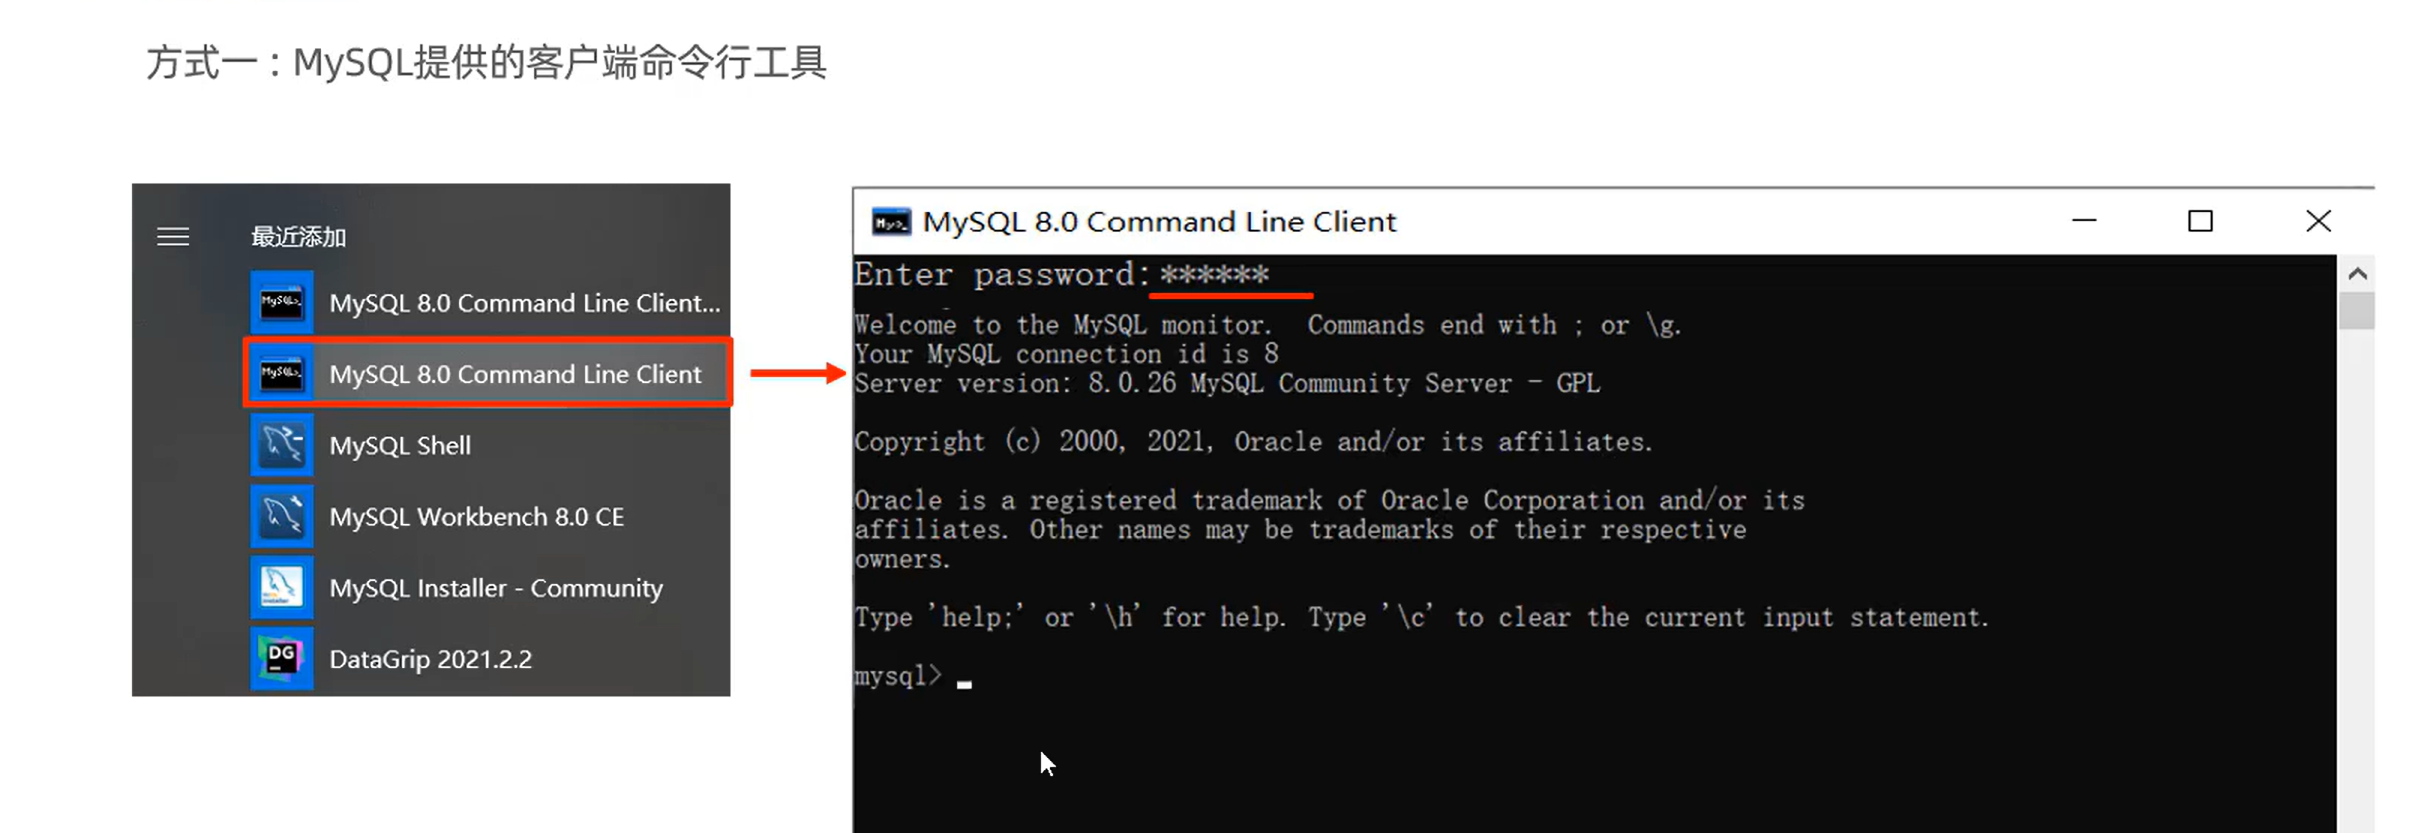 方式一：MySQL提供的客户端命令行工具
最近添加
MySQL 8.0 Command Line Client...
MySQL 8.0 Command Line Client
MySQL Shell
MySQL Workbench 8.0 CE
MySQL Installer - Community
DG
DataGrip 2021.2.2
MySQL 8.0 Command Line Client
Enter password: ******
Welcome to the MySQL monitor.  Commands end with ; or \g.
Your MySQL connection id is 8
Server version: 8.0.26 MySQL Community Server - GPL
Copyright (c) 2000, 2021, Oracle and/or its affiliates.
Oracle is a registered trademark of Oracle Corporation and/or its
affiliates. Other names may be trademarks of their respective
owners.
Type 'help;' or '\h' for help. Type '\c' to clear the current input statement.
mysql> _